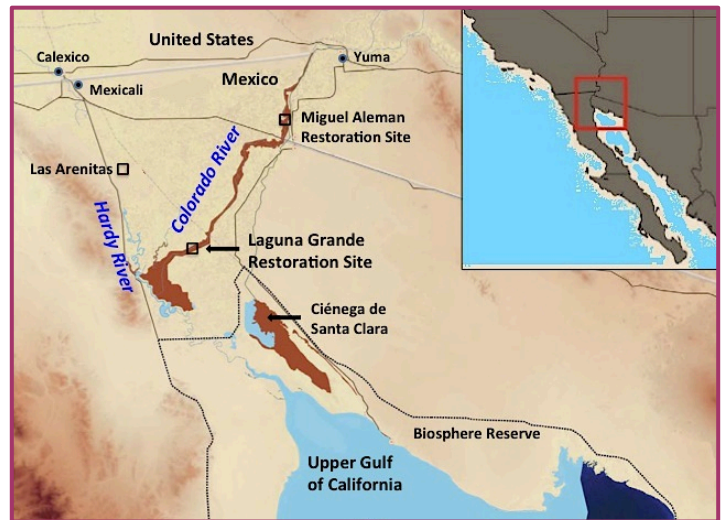 United States
Calexico
Yuma
Mexico
Mexicali
Miguel Aleman
Restoration Site
Las Arenitas
Colorado River
Hardy River
Laguna Grande
Restoration Site
Ciénega de
Santa Clara
Biosphere Reserve
Upper Gulf
of California